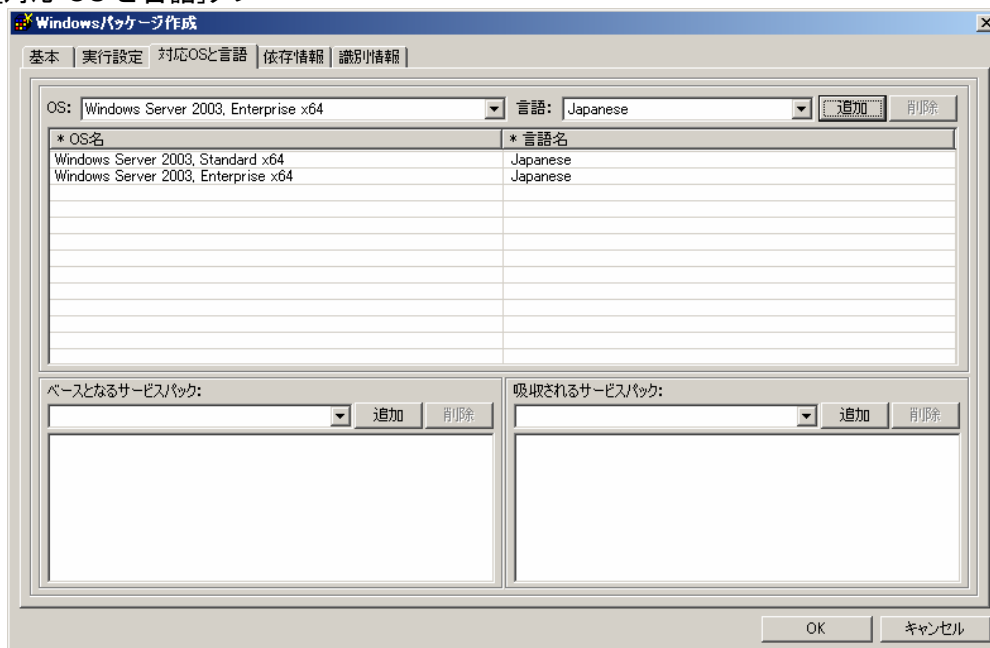 Windowsパッケージ作成
基本 実行設定 対応OSと言語 依存情報 識別情報
OS: Windows Server 2003, Enterprise x64 言語: Japanese 追加 削除
* OS名 * 言語名
Windows Server 2003, Standard x64 Japanese
Windows Server 2003, Enterprise x64 Japanese
ベースとなるサービスパック: 吸収されるサービスパック:
追加 削除 追加 削除
OK キャンセル